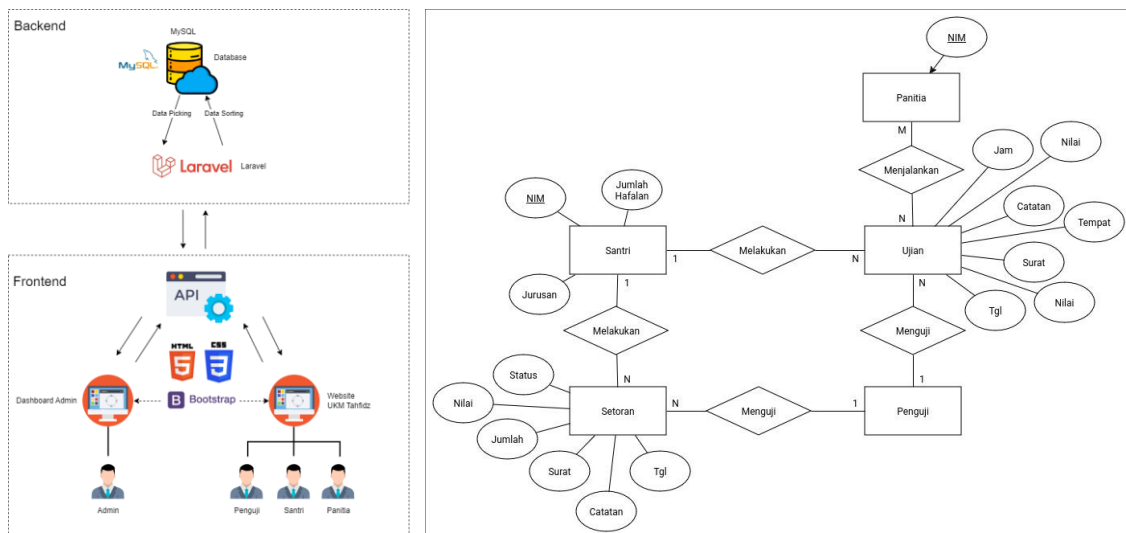 Backend
MySQL
MySQL
Database
Data Picking
Data Sorting
Laravel
Laravel
Frontend
API
HTML
5
CSS
3
Dashboard Admin
B
Bootstrap
Website
UKM Tahfidz
Admin
Penguji
Santri
Panitia
NIM
Panitia
M
Menjalankan
N
Jam
Nilai
Catatan
Tempat
Surat
Nilai
Tgl
Ujian
NIM
Jumlah
Hafalan
Santri
Jurusan
1
Melakukan
N
1
Melakukan
N
N
Menguji
1
Status
Nilai
Jumlah
Surat
Catatan
Tgl
Setoran
N
Menguji
1
Penguji